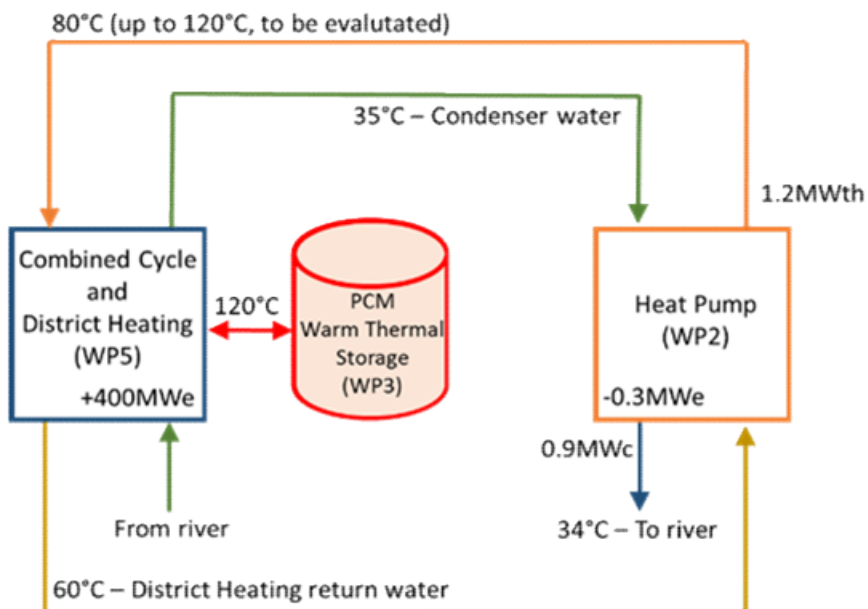 80°C (up to 120°C, to be evalutated)
35°C – Condenser water
1.2MWth
Combined Cycle
and
District Heating
(WP5)
+400MWe
120°C
PCM
Warm Thermal
Storage
(WP3)
Heat Pump
(WP2)
-0.3MWe
0.9MWc
From river
34°C – To river
60°C – District Heating return water